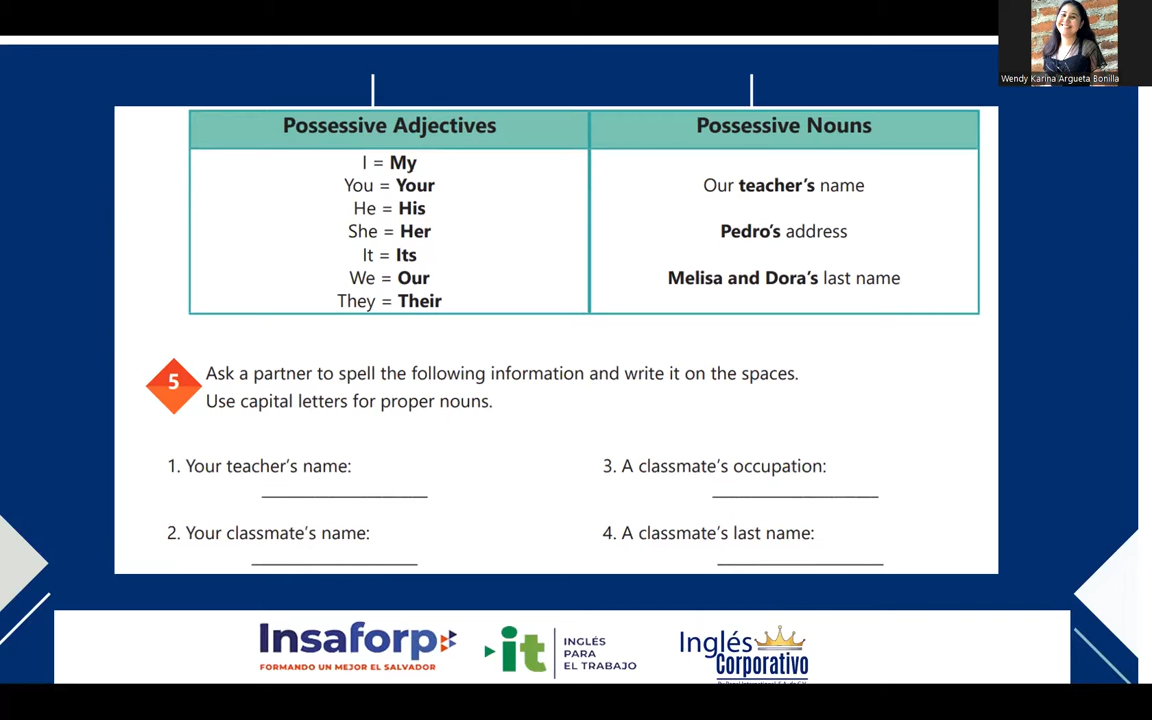 Wendy Karina Argueta Bonilla
Possessive Adjectives
I = My
You = Your
He = His
She = Her
It = Its
We = Our
They = Their
Possessive Nouns
Our teacher's name
Pedro's address
Melisa and Dora's last name
5
Ask a partner to spell the following information and write it on the spaces.
Use capital letters for proper nouns.
1. Your teacher's name:
2. Your classmate's name:
3. A classmate's occupation:
4. A classmate's last name:
Insaforp
FORMANDO UN MEJOR EL SALVADOR
it
INGLÉS
PARA
EL TRABAJO
Inglés
Corporativo